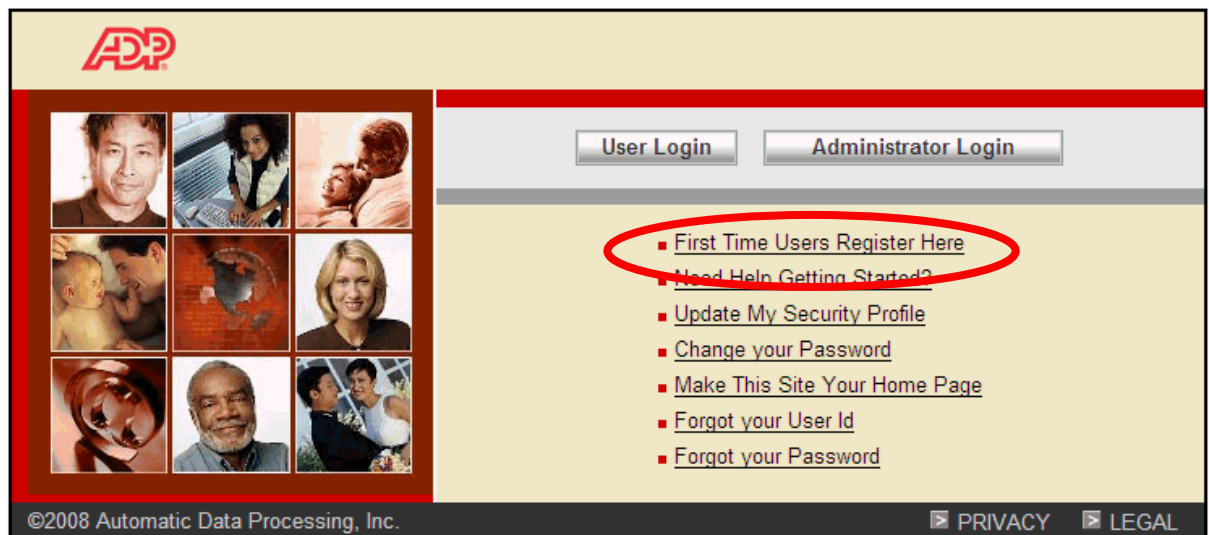 ADP
User Login
Administrator Login
First Time Users Register Here
Need Help Getting Started?
Update My Security Profile
Change your Password
Make This Site Your Home Page
Forgot your User Id
Forgot your Password
©2008 Automatic Data Processing, Inc.
PRIVACY
LEGAL